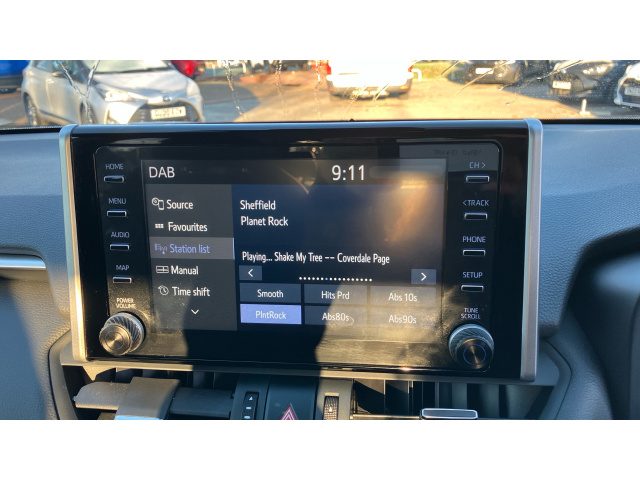 HOME
MENU
AUDIO
MAP
POWER
VOLUME
DAB
9:11
Source
Favourites
Station list
Manual
Time shift
Sheffield
Planet Rock
Playing... Shake My Tree -- Coverdale Page
<
>
Smooth
Hits Prd
Abs 10s
PlntRock
Abs80s
Abs90s
CH >
< TRACK
PHONE
SETUP
TUNE
SCROLL